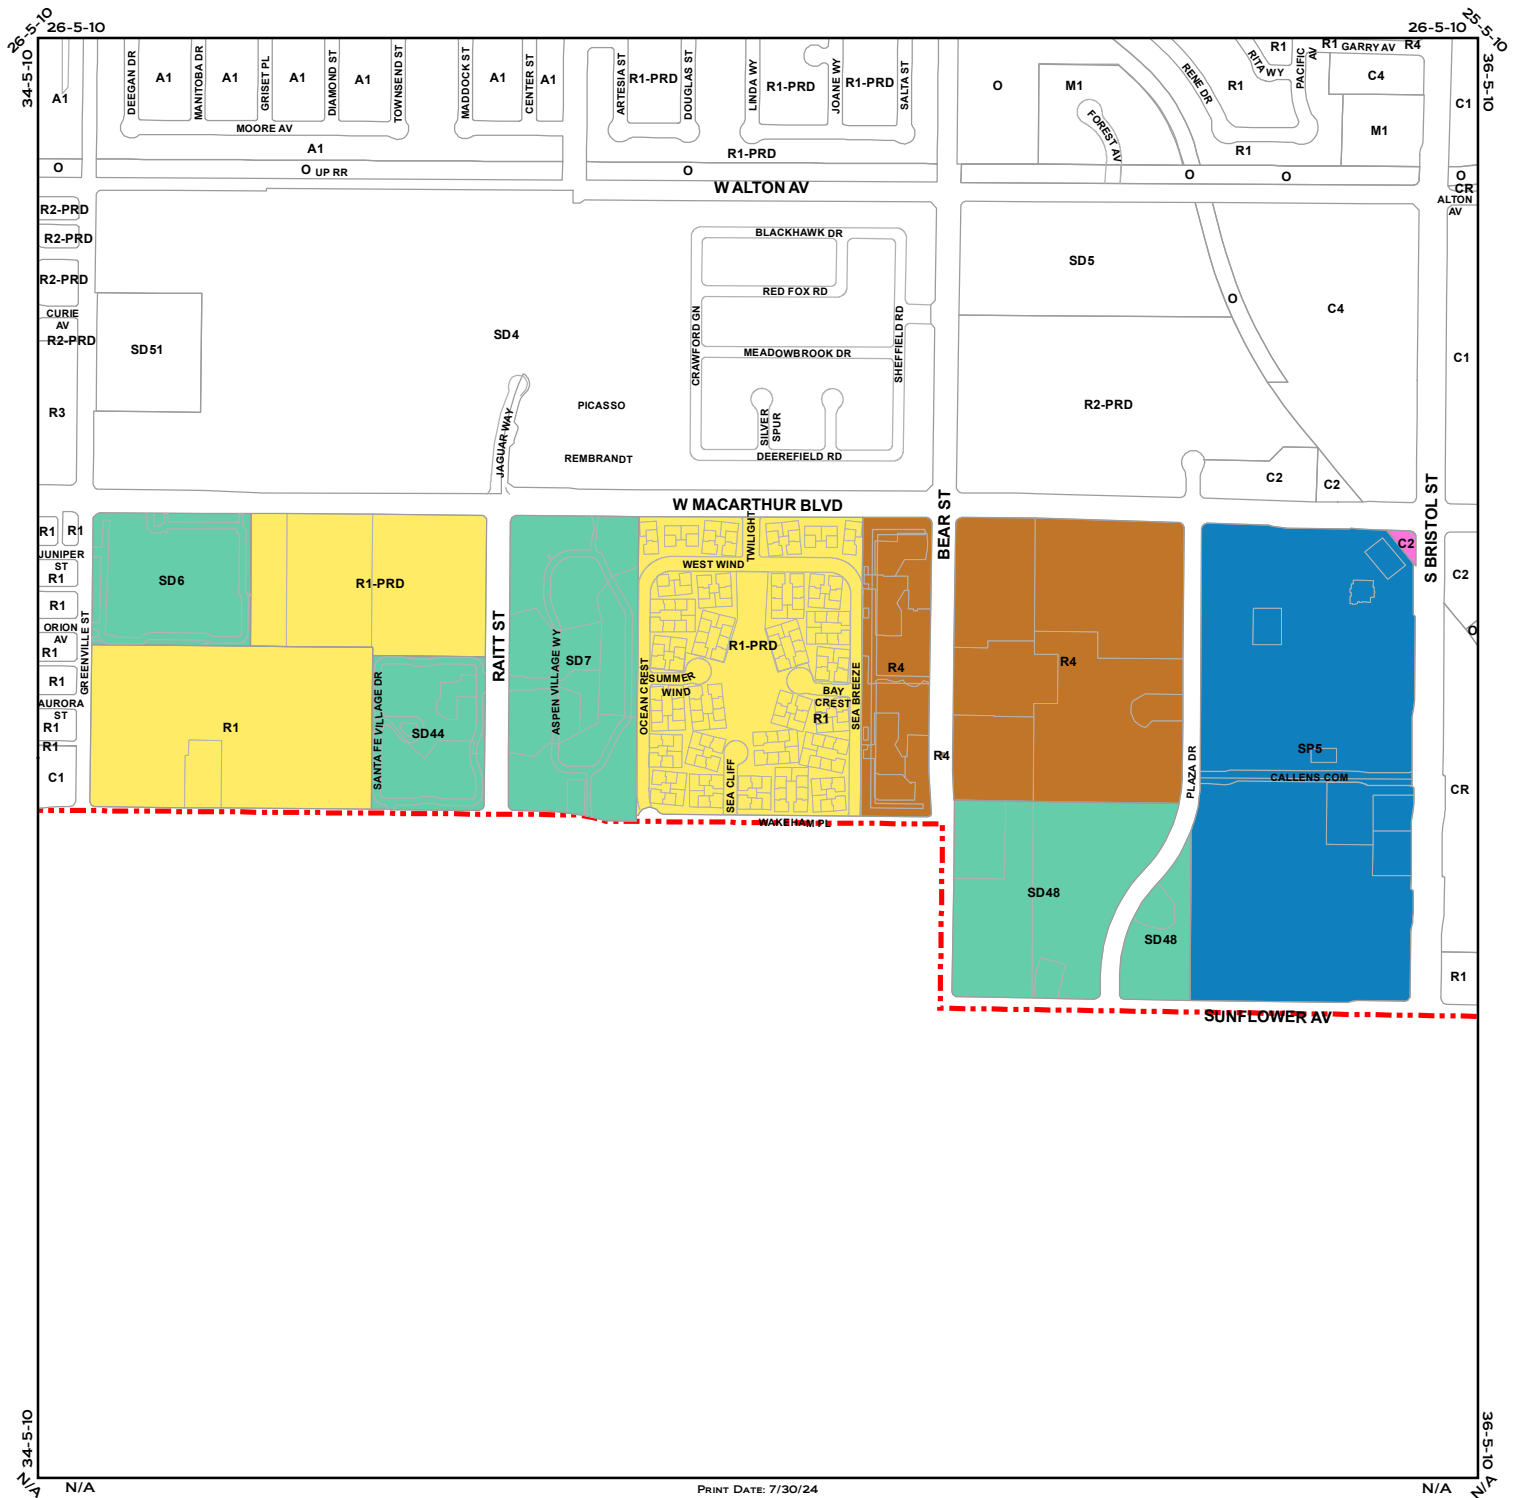 26-5-10
26-5-10
26-5-10
25-5-10
34-5-10
36-5-10
DEEGAN DR
A1
MANITOBA DR
A1
GRISET PL
A1
DIAMOND ST
A1
TOWNSEND ST
MADDOCK ST
A1
CENTER ST
A1
ARTESIA ST
R1-PRD
DOUGLAS ST
LINDA WY
R1-PRD
JOANE WY
R1-PRD
SALTA ST
O
M1
FOREST AV
RENE DR
R1
RITA WY
R1
PACIFIC
AV
R1
GARRY AV
R4
C4
C1
M1
A1
MOORE AV
A1
R1-PRD
R1
O
O
UP RR
O
O
O
O
W ALTON AV
CR
ALTON
AV
R2-PRD
R2-PRD
R2-PRD
CURIE
AV
R2-PRD
SD51
R3
SD4
JAGUAR WAY
PICASSO
REMBRANDT
BLACKHAWK DR
RED FOX RD
CRAWFORD GN
MEADOWBROOK DR
SHEFFIELD RD
SILVER
SPUR
DEEREFIELD RD
SD5
O
C4
C1
R2-PRD
C2
C2
W MACARTHUR BLVD
BEAR ST
S BRISTOL ST
R1
R1
JUNIPER
ST
R1
R1
ORION
AV
R1
R1
AURORA
ST
R1
R1
C1
GREENVILLE ST
SD6
R1-PRD
R1
SANTA FE VILLAGE DR
SD44
RAITT ST
ASPEN VILLAGE WY
SD7
OCEAN CREST
TWILIGHT
WEST WIND
R1-PRD
SUMMER
WIND
BAY
CREST
R1
SEA BREEZE
SEA CLIFF
WAKEHAM PL
R4
R4
R4
PLAZA DR
C2
C2
O
SP5
CALLENS COM
CR
SD48
SD48
R1
SUNFLOWER AV
34-5-10
36-5-10
N/A
N/A
N/A
N/A
PRINT DATE: 7/30/24